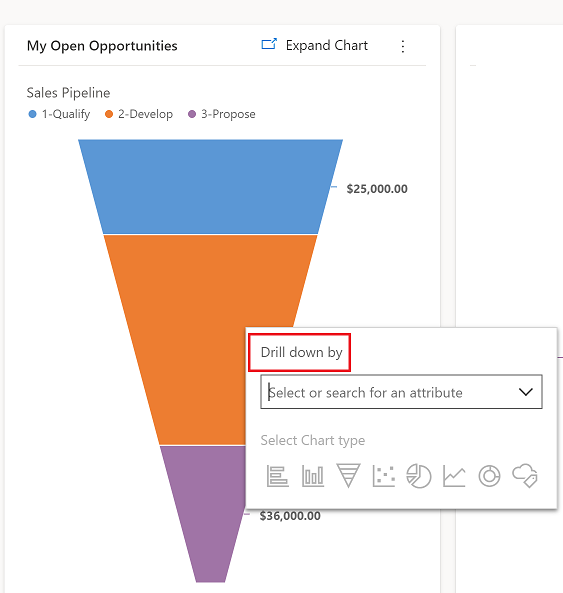 My Open Opportunities
Expand Chart
Sales Pipeline
1-Qualify 2-Develop 3-Propose
$25,000.00
Drill down by
Select or search for an attribute
Select Chart type
$36,000.00